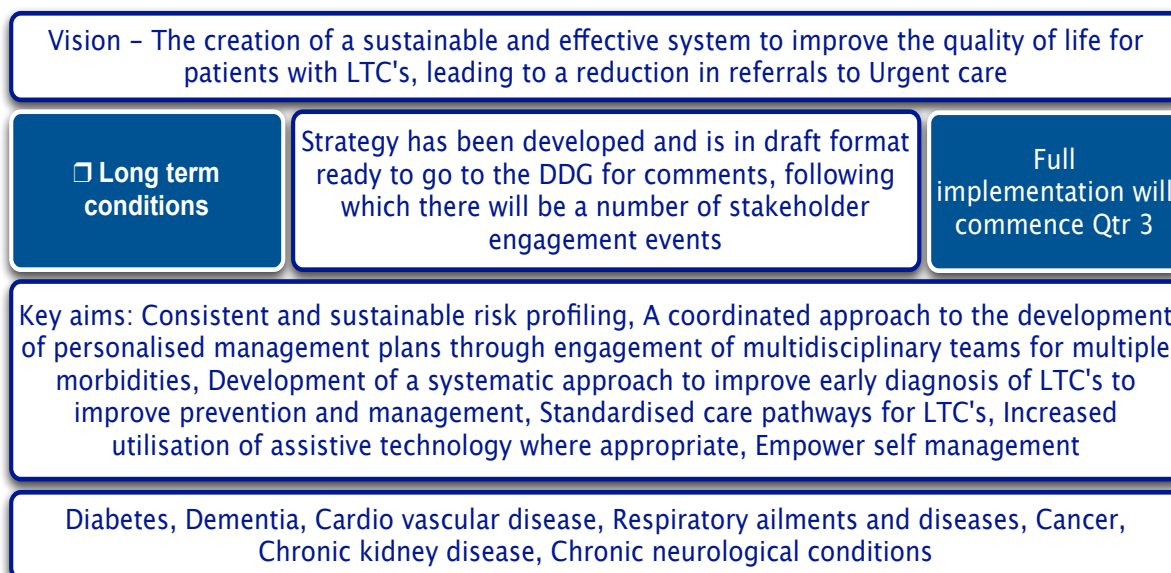 Vision – The creation of a sustainable and effective system to improve the quality of life for
patients with LTC's, leading to a reduction in referrals to Urgent care
❐ Long term
conditions
Strategy has been developed and is in draft format
ready to go to the DDG for comments, following
which there will be a number of stakeholder
engagement events
Full
implementation will
commence Qtr 3
Key aims: Consistent and sustainable risk profiling, A coordinated approach to the development
of personalised management plans through engagement of multidisciplinary teams for multiple
morbidities, Development of a systematic approach to improve early diagnosis of LTC's to
improve prevention and management, Standardised care pathways for LTC's, Increased
utilisation of assistive technology where appropriate, Empower self management
Diabetes, Dementia, Cardio vascular disease, Respiratory ailments and diseases, Cancer,
Chronic kidney disease, Chronic neurological conditions